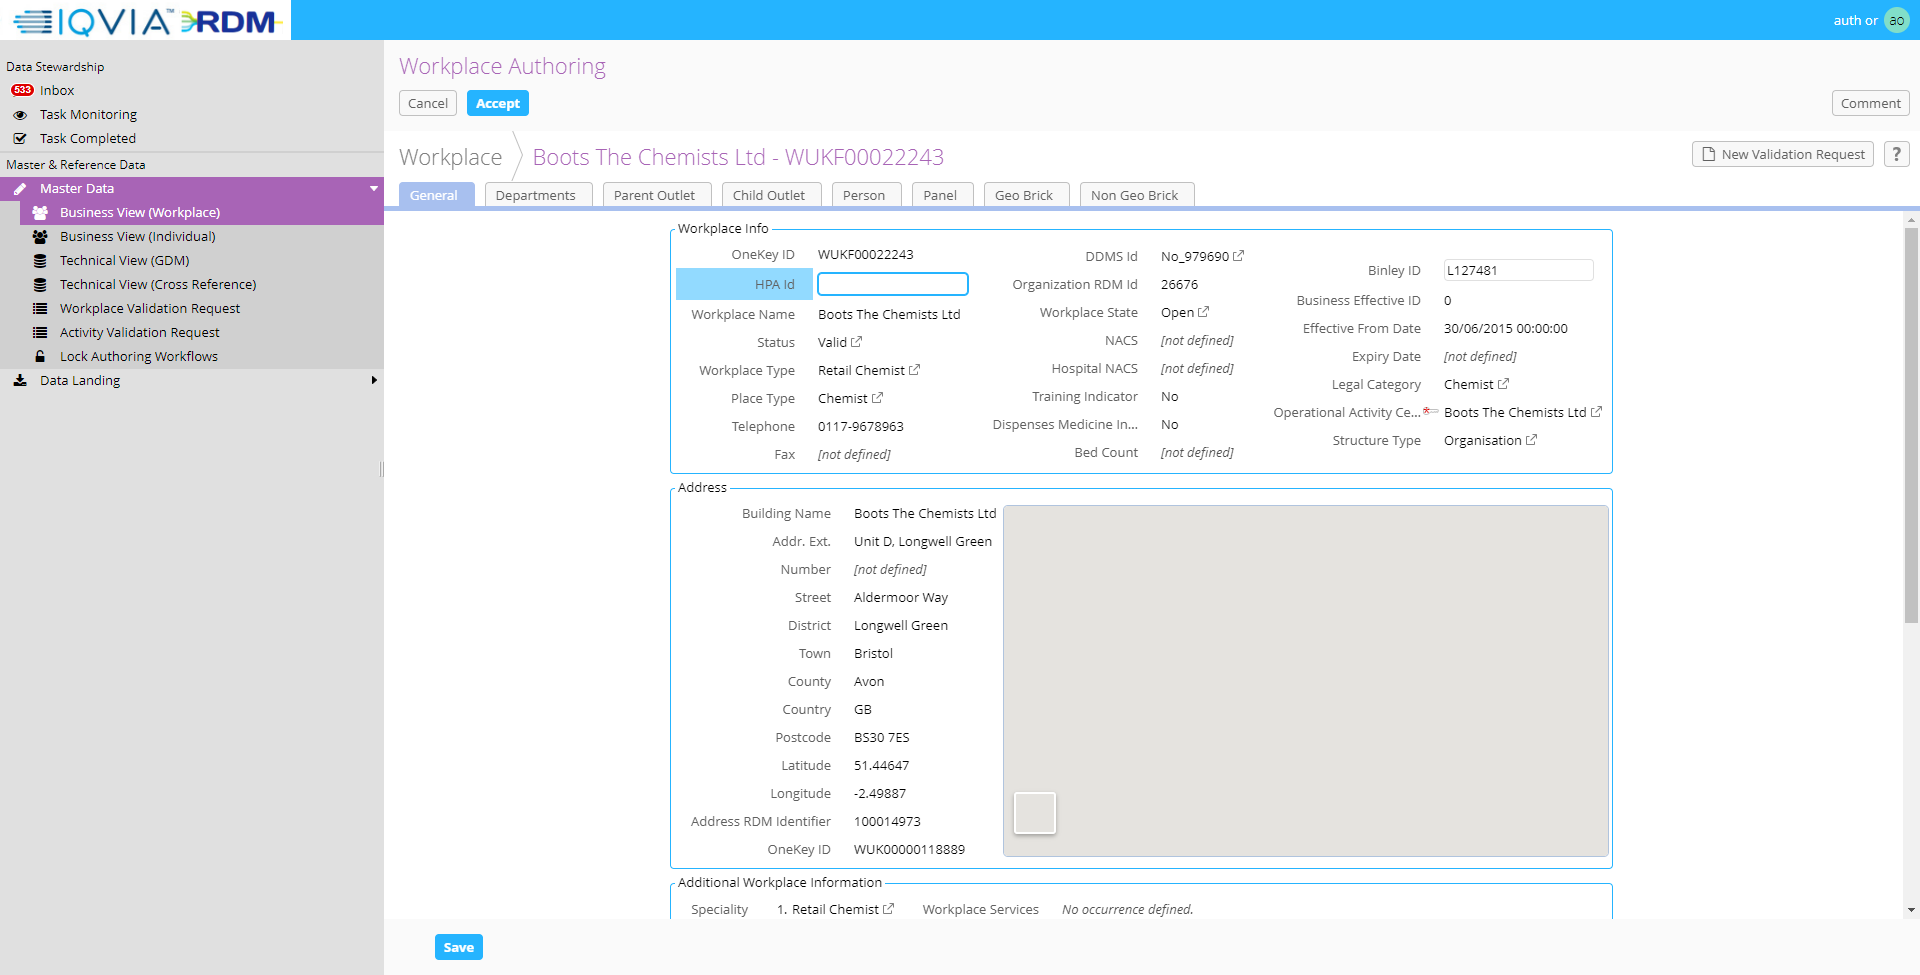 IQVIA™ RDM
auth or ao
Data Stewardship
533 Inbox
Task Monitoring
Task Completed
Master & Reference Data
Master Data
Business View (Workplace)
Business View (Individual)
Technical View (GDM)
Technical View (Cross Reference)
Workplace Validation Request
Activity Validation Request
Lock Authoring Workflows
Data Landing
Workplace Authoring
Cancel Accept Comment
Workplace Boots The Chemists Ltd - WUKF00022243
New Validation Request ?
General Departments Parent Outlet Child Outlet Person Panel Geo Brick Non Geo Brick
Workplace Info
OneKey ID WUKF00022243
HPA Id
Workplace Name Boots The Chemists Ltd
Status Valid
Workplace Type Retail Chemist
Place Type Chemist
Telephone 0117-9678963
Fax [not defined]
DDMS Id No_979690
Organization RDM Id 26676
Workplace State Open
NACS [not defined]
Hospital NACS [not defined]
Training Indicator No
Dispenses Medicine In... No
Bed Count [not defined]
Binley ID L127481
Business Effective ID 0
Effective From Date 30/06/2015 00:00:00
Expiry Date [not defined]
Legal Category Chemist
Operational Activity Ce... Boots The Chemists Ltd
Structure Type Organisation
Address
Building Name Boots The Chemists Ltd
Addr. Ext. Unit D, Longwell Green
Number [not defined]
Street Aldermoor Way
District Longwell Green
Town Bristol
County Avon
Country GB
Postcode BS30 7ES
Latitude 51.44647
Longitude -2.49887
Address RDM Identifier 100014973
OneKey ID WUK00000118889
Additional Workplace Information
Speciality 1. Retail Chemist Workplace Services No occurrence defined.
Save